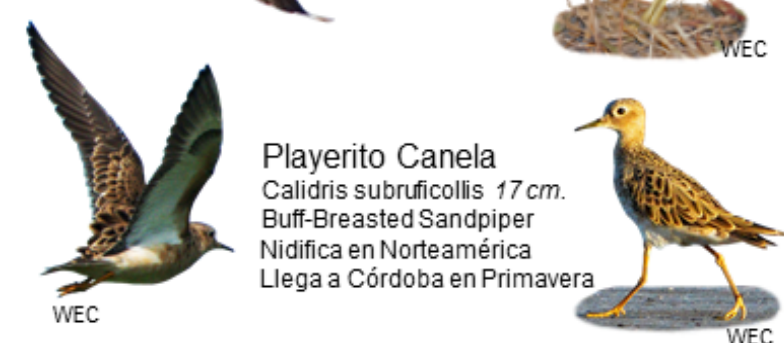 WEC
Playerito Canela
Calidris subruficollis 17 cm.
Buff-Breasted Sandpiper
Nidifica en Norteamérica
Llega a Córdoba en Primavera
WEC
WEC